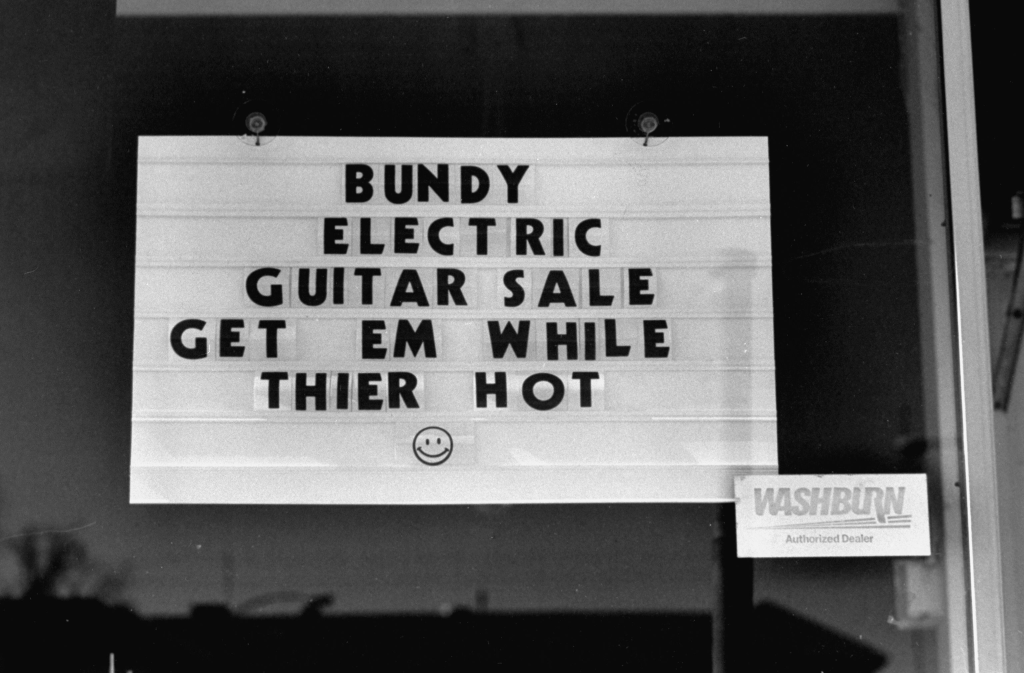 BUNDY
ELECTRIC
GUITAR SALE
GET EM WHILE
THIER HOT
WASHBURN
Authorized Dealer